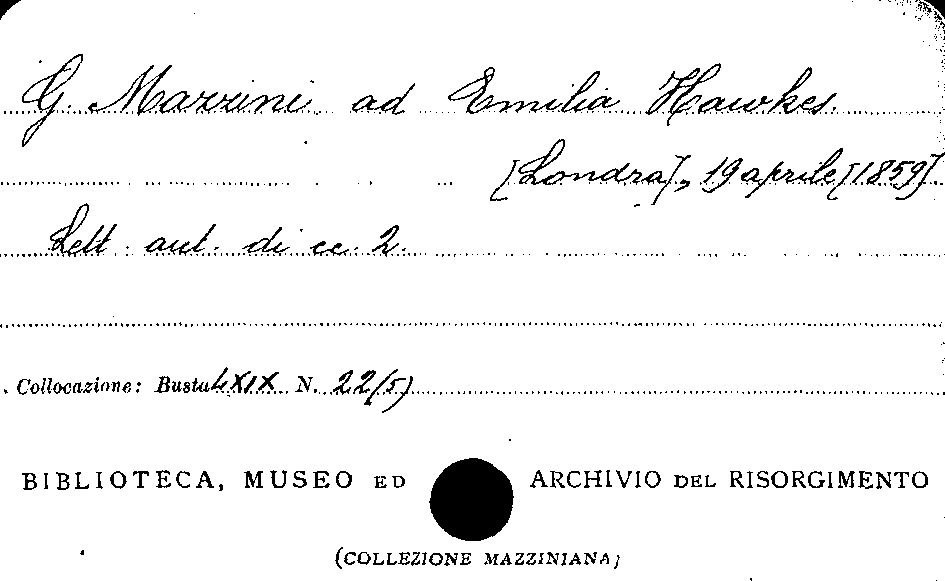 G. Mazzini ad Emilia Hawkes.
[Londra], 19 aprile [1859]
Lett. aut. di cc. 2.
Collocazione: Busta LXIX N. 22/5)
BIBLIOTECA, MUSEO ED ARCHIVIO DEL RISORGIMENTO
(COLLEZIONE MAZZINIANA)